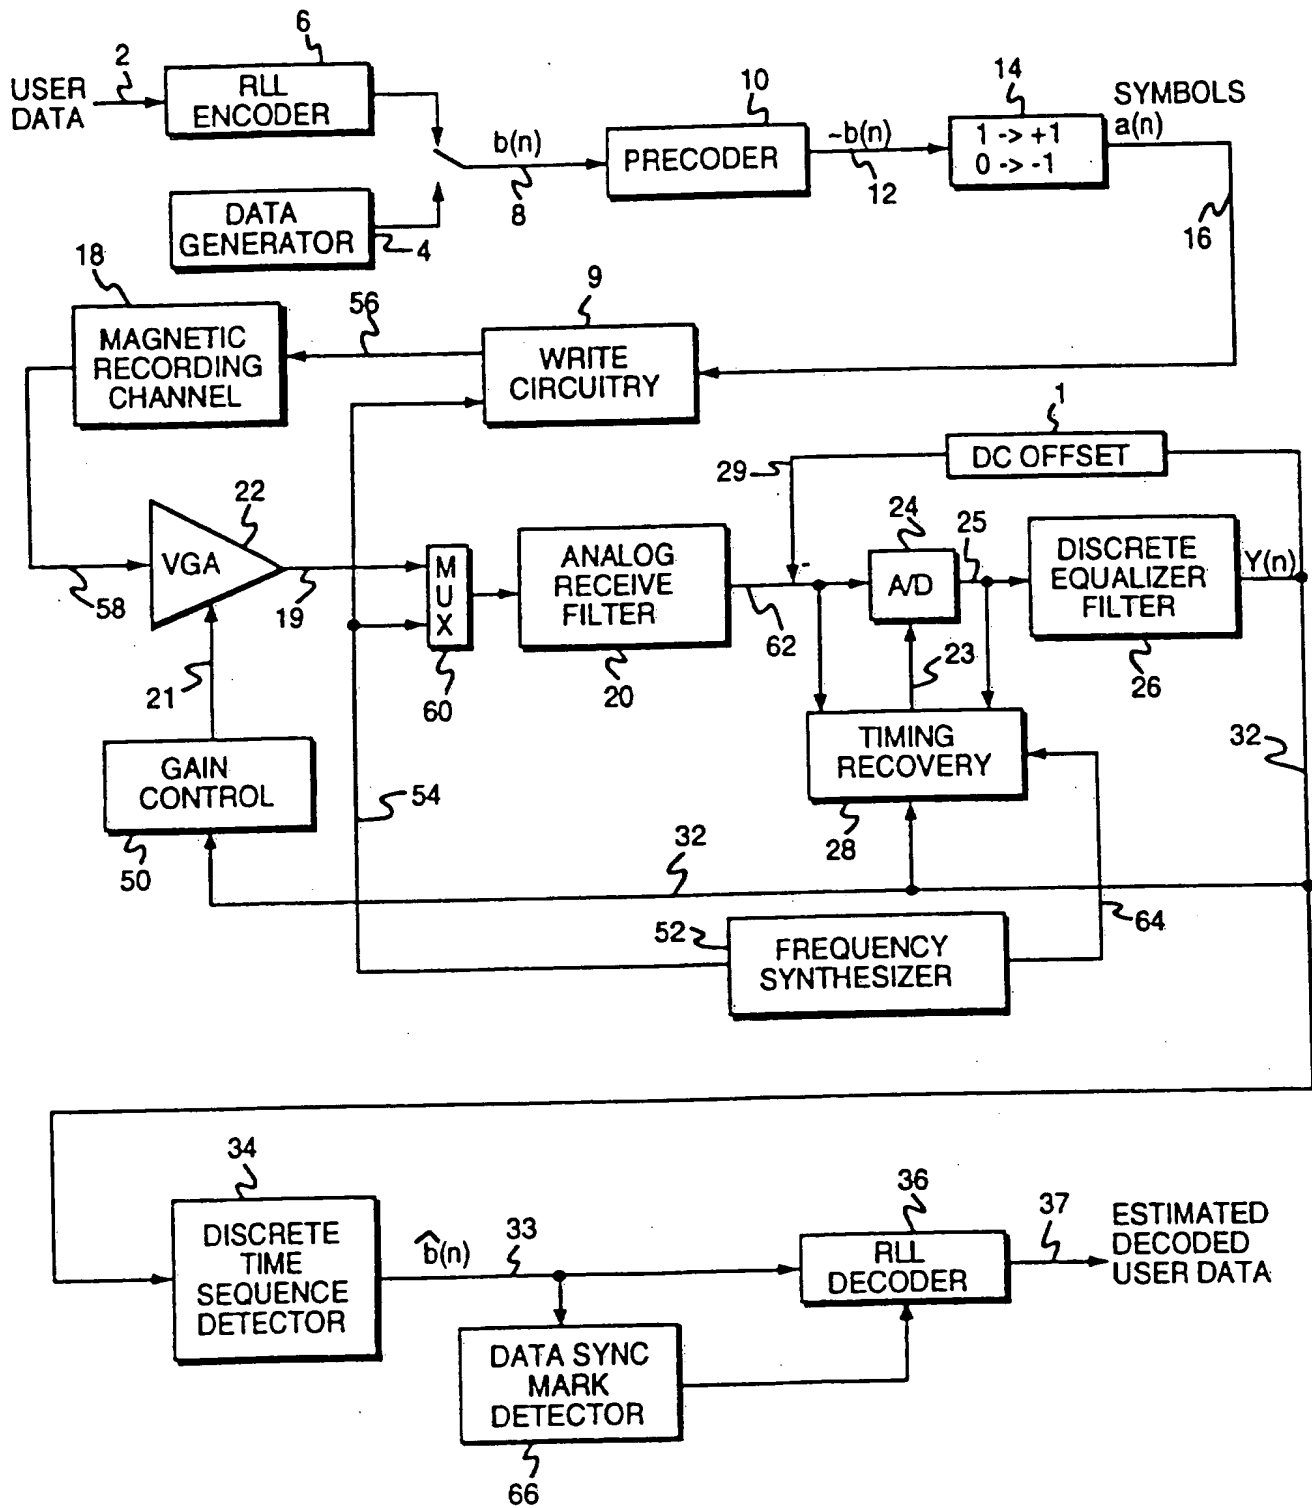 USER
DATA
2
6
RLL
ENCODER
DATA
GENERATOR
4
b(n)
8
10
PRECODER
~b(n)
12
14
1 -> +1
0 -> -1
SYMBOLS
a(n)
16
18
MAGNETIC
RECORDING
CHANNEL
56
9
WRITE
CIRCUITRY
1
DC OFFSET
29
22
VGA
58
19
21
MUX
60
ANALOG
RECEIVE
FILTER
20
62
-
24
A/D
25
23
DISCRETE
EQUALIZER
FILTER
26
Y(n)
32
GAIN
CONTROL
50
54
TIMING
RECOVERY
28
32
64
52
FREQUENCY
SYNTHESIZER
34
DISCRETE
TIME
SEQUENCE
DETECTOR
b̂(n)
33
36
RLL
DECODER
37
ESTIMATED
DECODED
USER DATA
DATA SYNC
MARK
DETECTOR
66